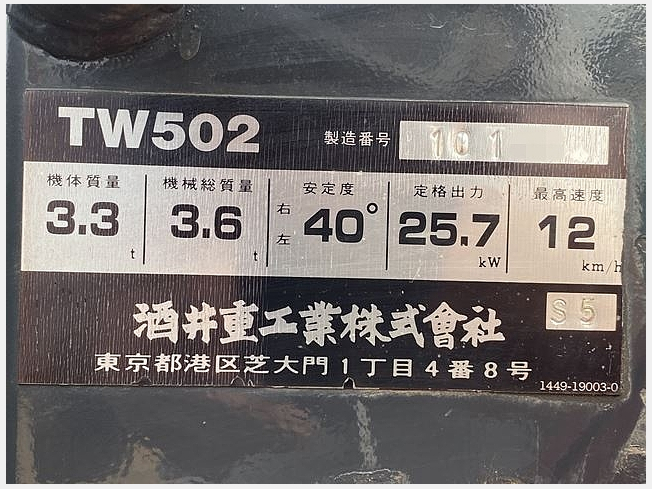 TW502 製造番号 101
機体質量 機械総質量 安定度 定格出力 最高速度
3.3 t 3.6 t 右 左 40° 25.7 kW 12 km/h
酒井重工業株式會社 S5
東京都港区芝大門1丁目4番8号
1449-19003-0